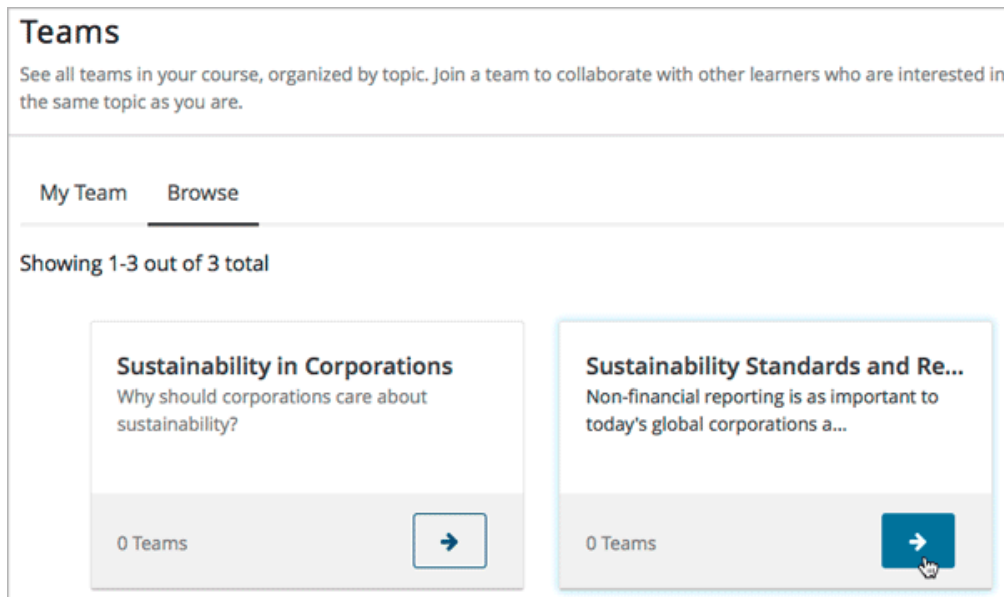 Teams
See all teams in your course, organized by topic. Join a team to collaborate with other learners who are interested in
the same topic as you are.
My Team Browse
Showing 1-3 out of 3 total
Sustainability in Corporations
Why should corporations care about
sustainability?
0 Teams
Sustainability Standards and Re...
Non-financial reporting is as important to
today's global corporations a...
0 Teams